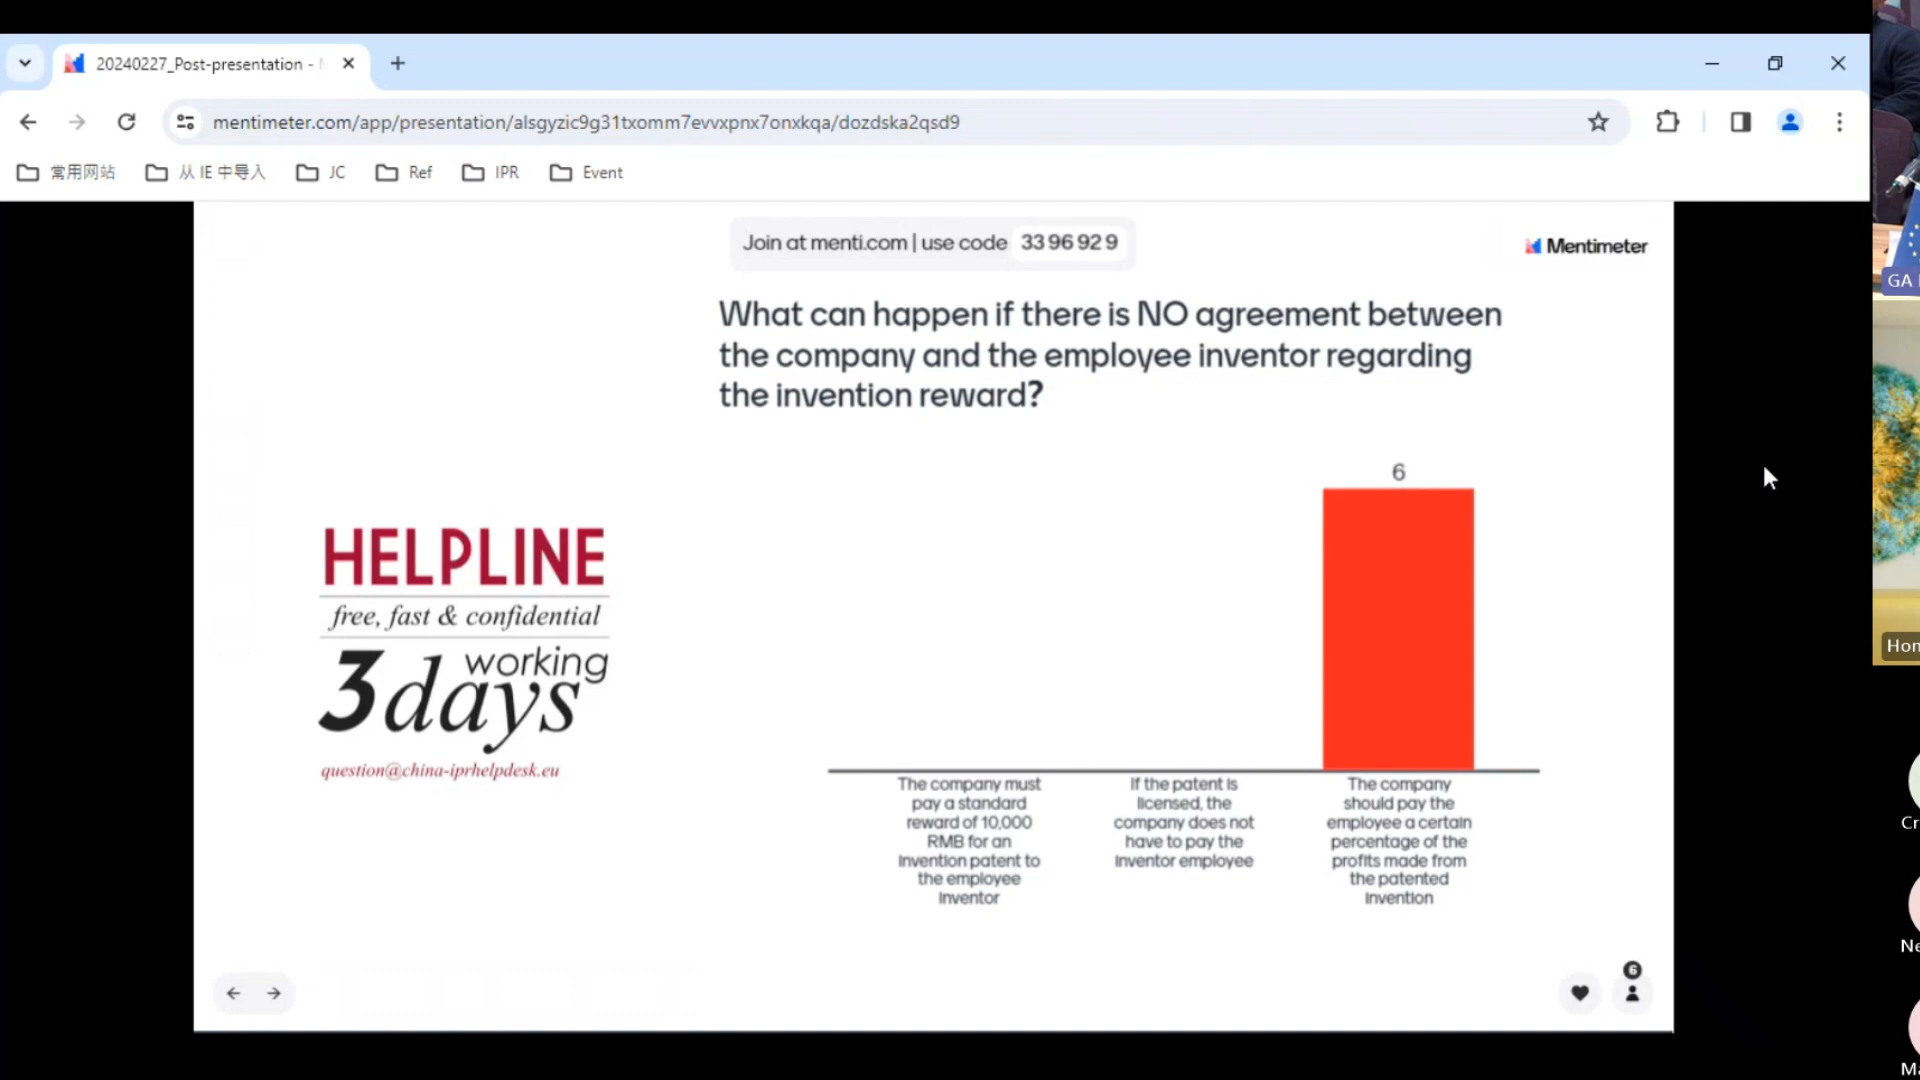 20240227_Post-presentation -
mentimeter.com/app/presentation/alsgyzic9g31txomm7evvxpnx7onxkqa/dozdska2qsd9
常用网站
从 IE 中导入
JC
Ref
IPR
Event
Join at menti.com | use code 33 96 92 9
Mentimeter
What can happen if there is NO agreement between
the company and the employee inventor regarding
the invention reward?
HELPLINE
free, fast & confidential
3 working
days
question@china-iprhelpdesk.eu
6
The company must
pay a standard
reward of 10,000
RMB for an
invention patent to
the employee
inventor
If the patent is
licensed, the
company does not
have to pay the
inventor employee
The company
should pay the
employee a certain
percentage of the
profits made from
the patented
invention
6
GA